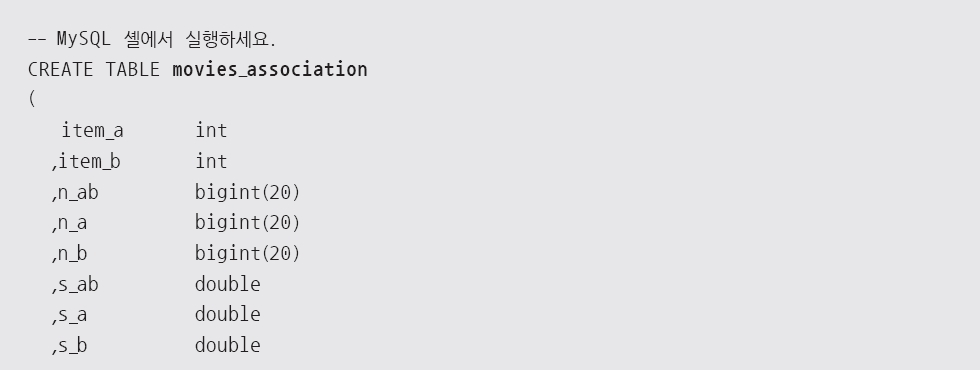 -- MySQL 셸에서 실행하세요.
CREATE TABLE movies_association
(
item_a int
,item_b int
,n_ab bigint(20)
,n_a bigint(20)
,n_b bigint(20)
,s_ab double
,s_a double
,s_b double